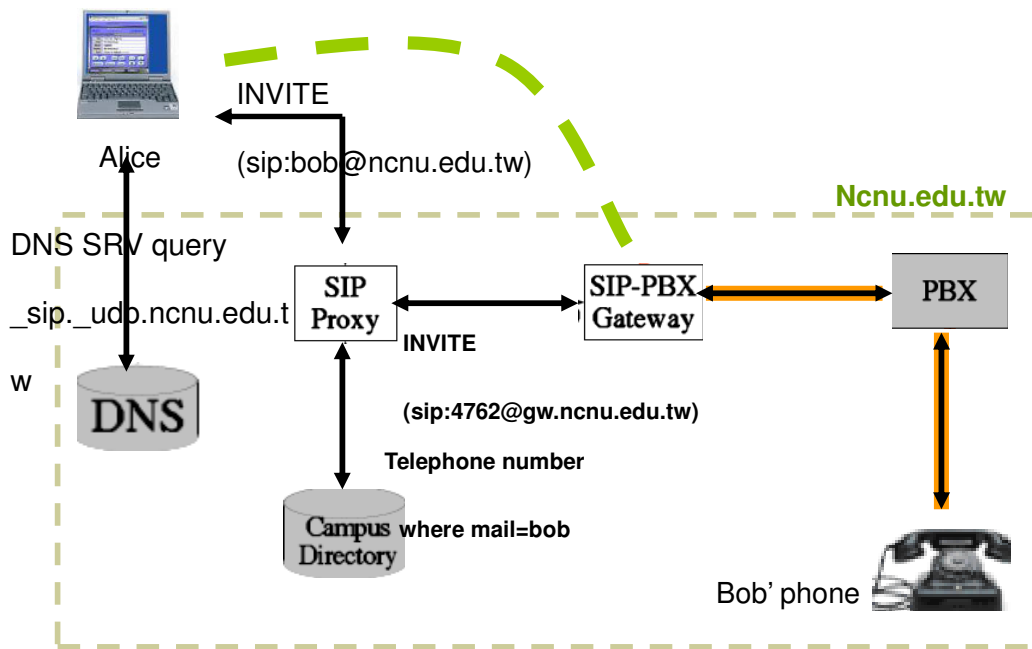 INVITE
Alice
(sip:bob@ncnu.edu.tw)
Ncnu.edu.tw
DNS SRV query
_sip._udp.ncnu.edu.t
w
SIP
Proxy
SIP-PBX
Gateway
PBX
INVITE
DNS
(sip:4762@gw.ncnu.edu.tw)
Telephone number
Campus
Directory
where mail=bob
Bob' phone